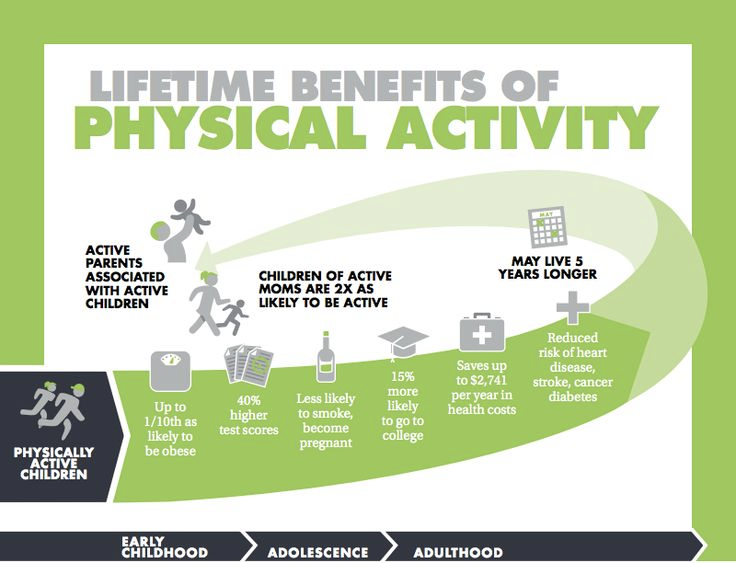 LIFETIME BENEFITS OF
PHYSICAL ACTIVITY
ACTIVE
PARENTS
ASSOCIATED
WITH ACTIVE
CHILDREN
CHILDREN OF ACTIVE
MOMS ARE 2X AS
LIKELY TO BE ACTIVE
MAY
MAY LIVE 5
YEARS LONGER
PHYSICALLY
ACTIVE
CHILDREN
Up to
1/10th as
likely to
be obese
40%
higher
test scores
Less likely
to smoke,
become
pregnant
15%
more
likely
to go to
college
Saves up
to $2,741
per year in
health costs
Reduced
risk of heart
disease,
stroke, cancer
diabetes
EARLY
CHILDHOOD
ADOLESCENCE
ADULTHOOD